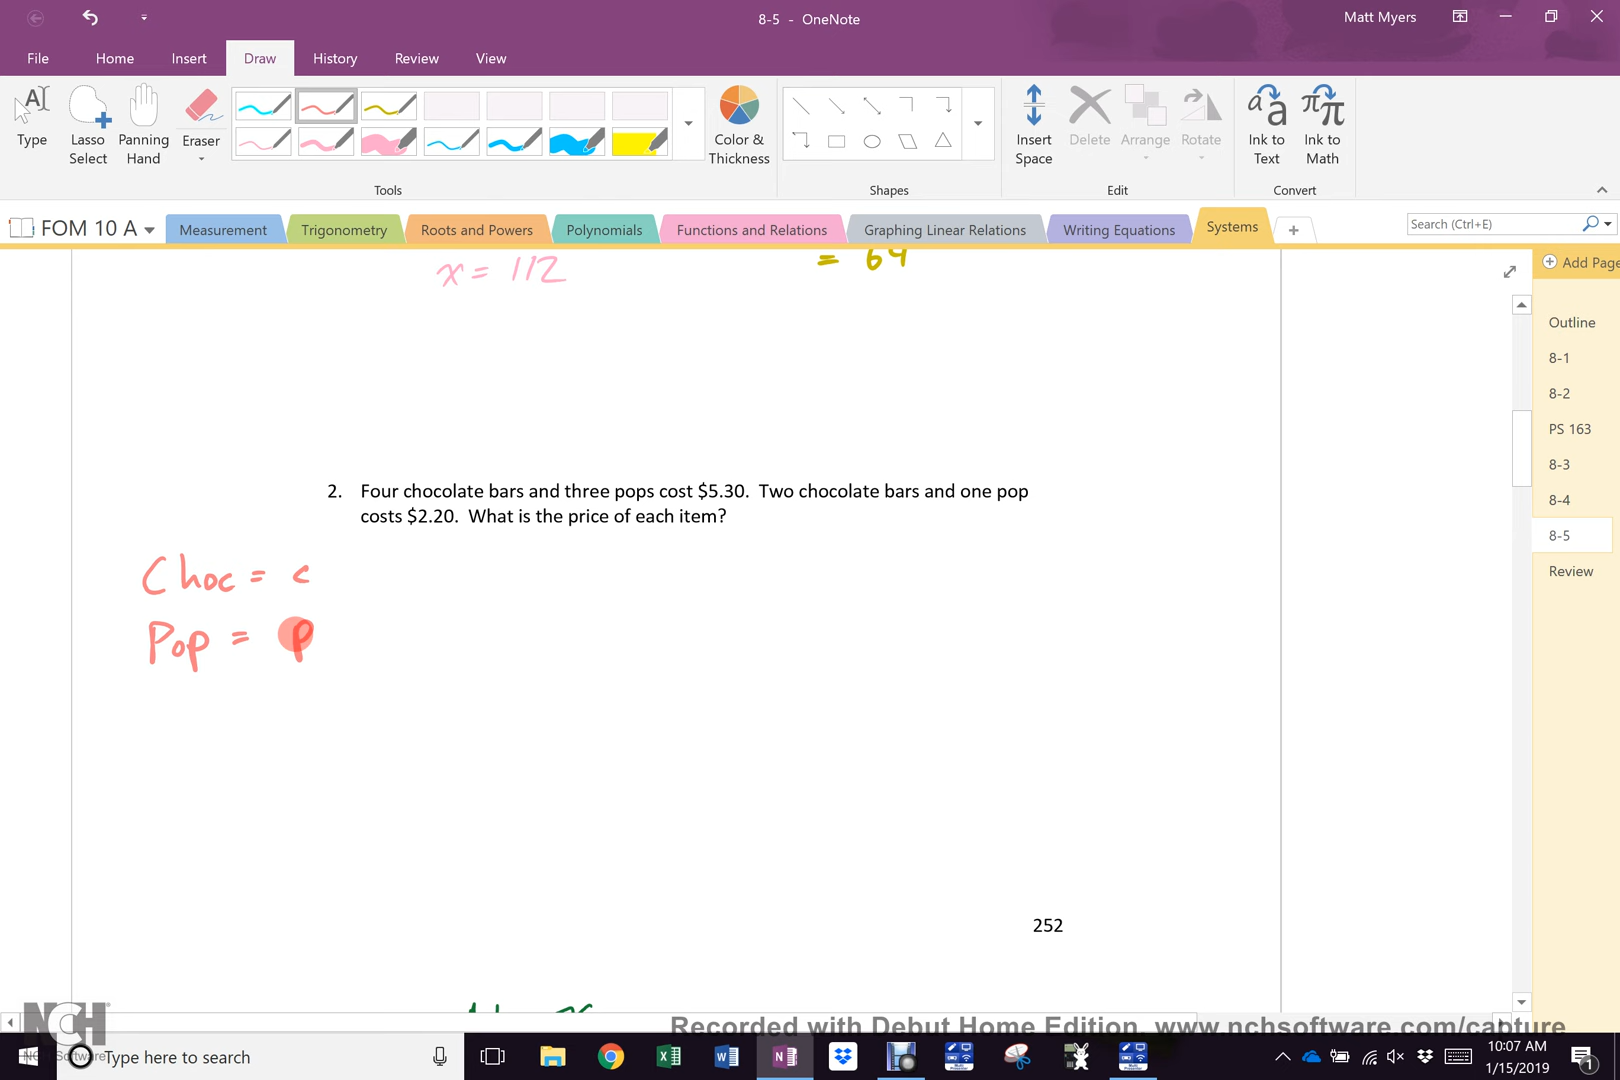 8-5 - OneNote
Matt Myers
File Home Insert Draw History Review View
Type
Lasso Select
Panning Hand
Eraser
Color & Thickness
Insert Space
Delete
Arrange
Rotate
Ink to Text
Ink to Math
Tools
Shapes
Edit
Convert
FOM 10 A
Measurement
Trigonometry
Roots and Powers
Polynomials
Functions and Relations
Graphing Linear Relations
Writing Equations
Systems
Search (Ctrl+E)
Add Page
Outline
8-1
8-2
PS 163
8-3
8-4
8-5
Review
x = 112
= 64
2. Four chocolate bars and three pops cost $5.30. Two chocolate bars and one pop
costs $2.20. What is the price of each item?
Choc = c
Pop = P
252
NCH
NCH Software
Recorded with Debut Home Edition. www.nchsoftware.com/capture
Type here to search
10:07 AM
1/15/2019
1